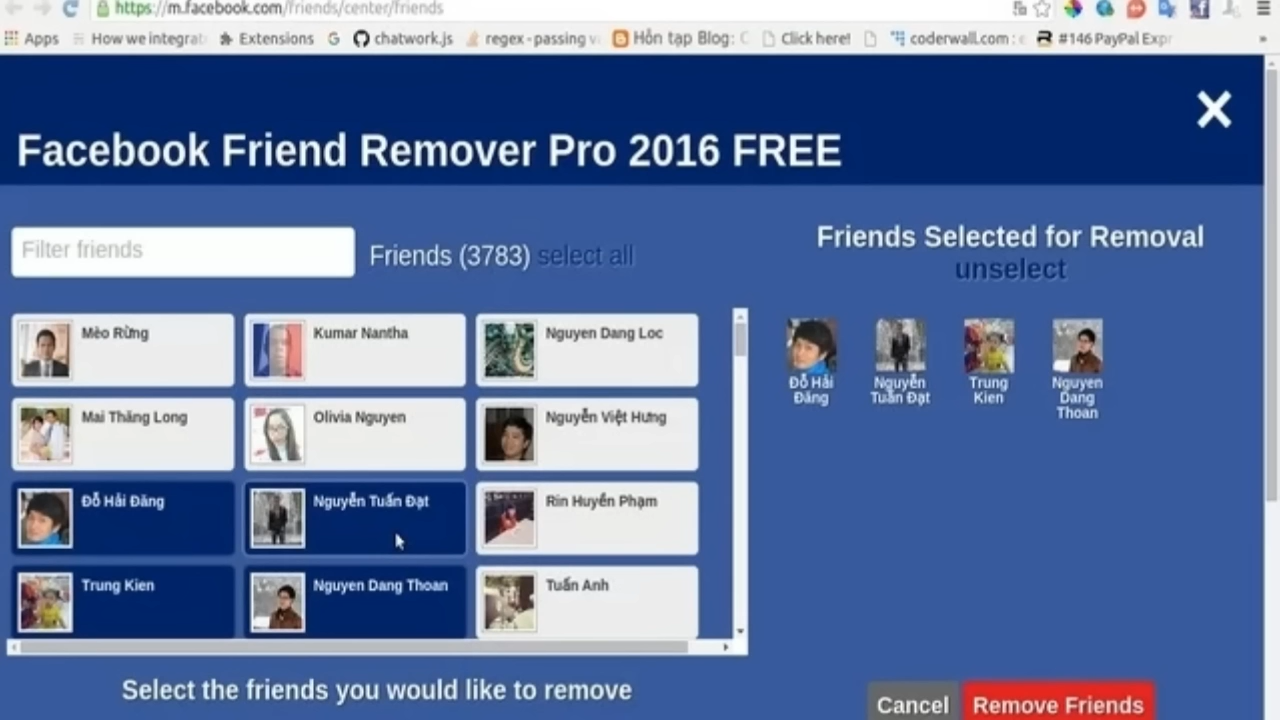 https://m.facebook.com/friends/center/friends
Apps How we integrat Extensions G chatwork.js regex - passing v Hỗn tạp Blog: C Click here! coderwall.com : #146 PayPal Expr »
Facebook Friend Remover Pro 2016 FREE
Filter friends
Friends (3783) select all
Friends Selected for Removal
unselect
Mèo Rừng Kumar Nantha Nguyen Dang Loc
Mai Thăng Long Olivia Nguyen Nguyễn Việt Hưng
Đỗ Hải Đăng Nguyễn Tuấn Đạt Rin Huyền Phạm
Trung Kien Nguyen Dang Thoan Tuấn Anh
Đỗ Hải Nguyễn Trung Nguyen
Đăng Tuấn Đạt Kien Dang
Thoan
Select the friends you would like to remove
Cancel Remove Friends